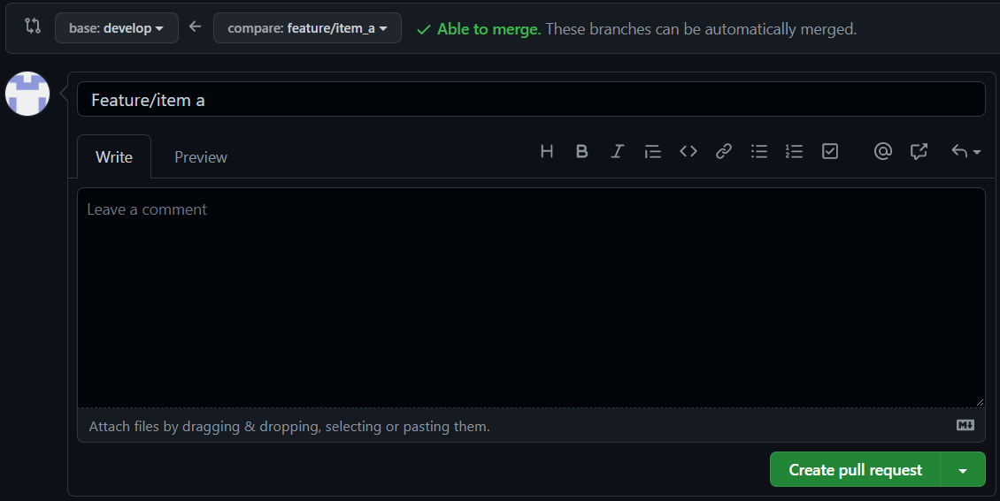 base: develop compare: feature/item_a Able to merge. These branches can be automatically merged.
Feature/item a
Write Preview
Leave a comment
Attach files by dragging & dropping, selecting or pasting them.
Create pull request